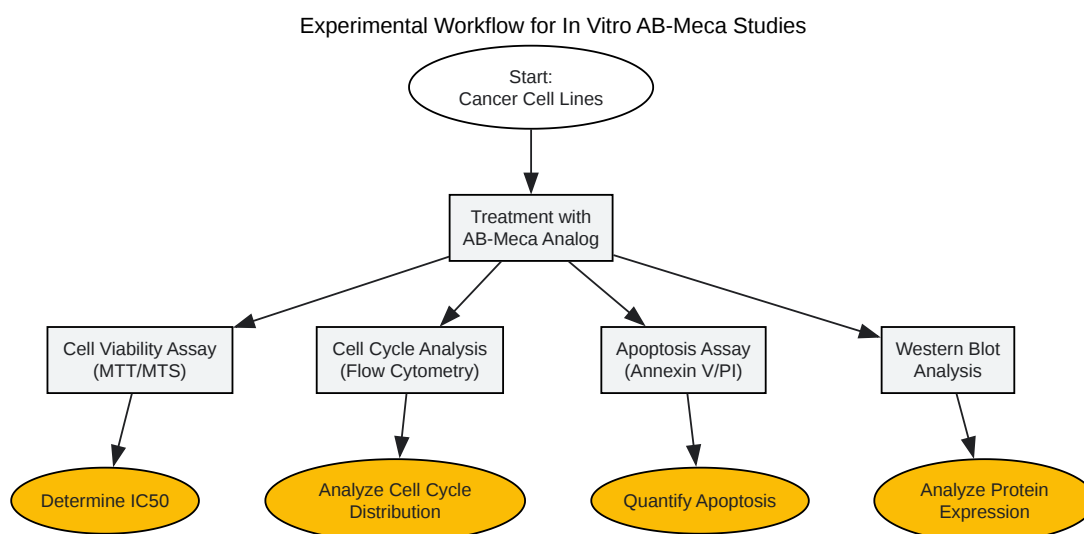 Experimental Workflow for In Vitro AB-Meca Studies
Start:
Cancer Cell Lines
Treatment with
AB-Meca Analog
Cell Viability Assay
(MTT/MTS)
Cell Cycle Analysis
(Flow Cytometry)
Apoptosis Assay
(Annexin V/PI)
Western Blot
Analysis
Determine IC50
Analyze Cell Cycle
Distribution
Quantify Apoptosis
Analyze Protein
Expression